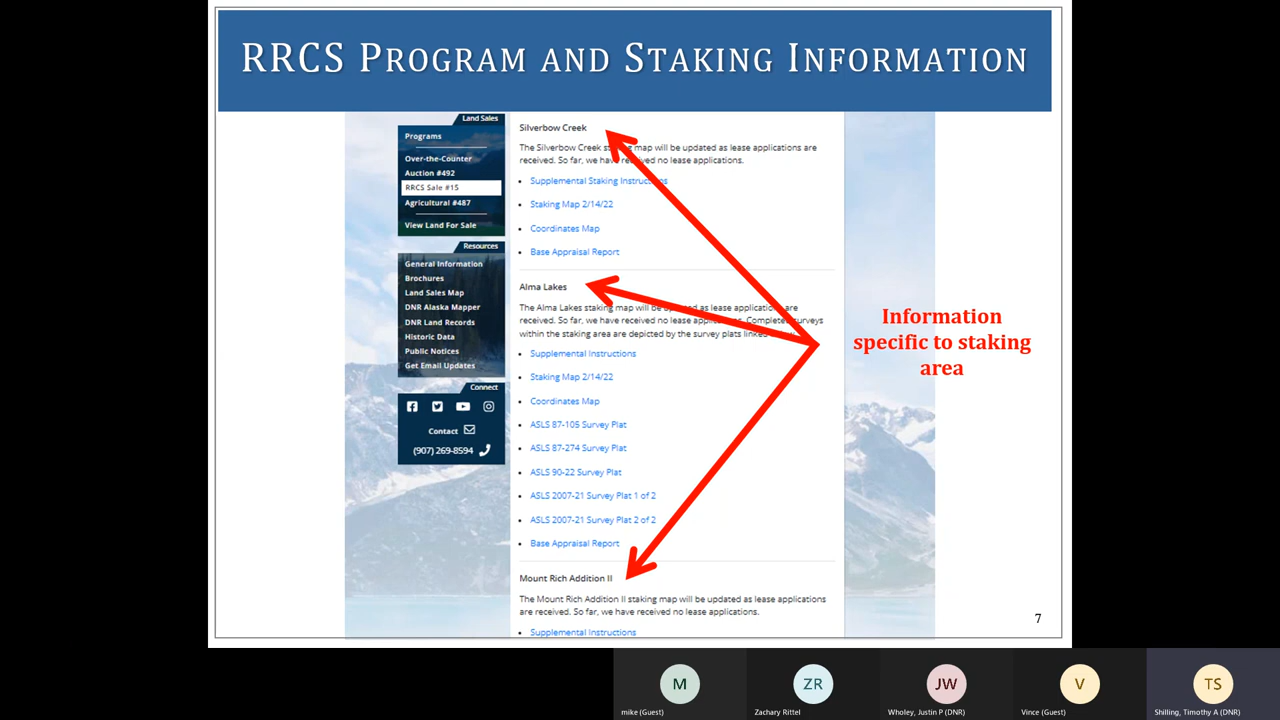 RRCS PROGRAM AND STAKING INFORMATION
Land Sales
Programs
Over-the-Counter
Auction #492
RRCS Sale #15
Agricultural #487
View Land For Sale
Resources
General Information
Brochures
Land Sales Map
DNR Alaska Mapper
DNR Land Records
Historic Data
Public Notices
Get Email Updates
Connect
Contact
(907) 269-8594
Silverbow Creek
The Silverbow Creek staking map will be updated as lease applications are
received. So far, we have received no lease applications.
Supplemental Staking Instructions
Staking Map 2/14/22
Coordinates Map
Base Appraisal Report
Alma Lakes
The Alma Lakes staking map will be updated as lease applications are
received. So far, we have received no lease applications. Completed surveys
within the staking area are depicted by the survey plats linked
Supplemental Instructions
Staking Map 2/14/22
Coordinates Map
ASLS 87-105 Survey Plat
ASLS 87-274 Survey Plat
ASLS 90-22 Survey Plat
ASLS 2007-21 Survey Plat 1 of 2
ASLS 2007-21 Survey Plat 2 of 2
Base Appraisal Report
Mount Rich Addition II
The Mount Rich Addition II staking map will be updated as lease applications
are received. So far, we have received no lease applications.
Supplemental Instructions
Information
specific to staking
area
7
M
ZR
JW
V
TS
mike (Guest)
Zachary Rittel
Wholey, Justin P (DNR)
Vince (Guest)
Shilling, Timothy A (DNR)